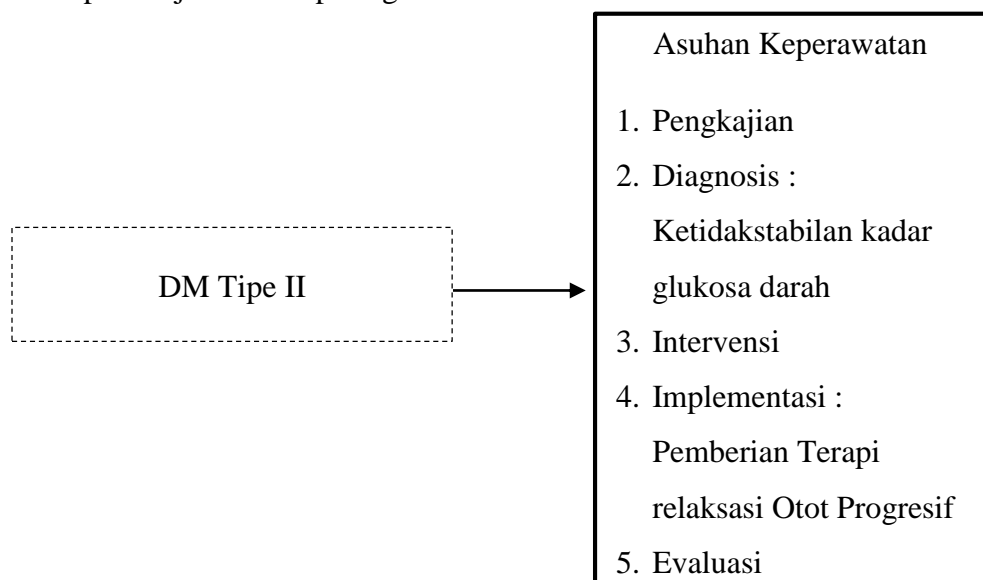 Asuhan Keperawatan
1. Pengkajian
2. Diagnosis :
Ketidakstabilan kadar
glukosa darah
3. Intervensi
4. Implementasi :
Pemberian Terapi
relaksasi Otot Progresif
5. Evaluasi
DM Tipe II